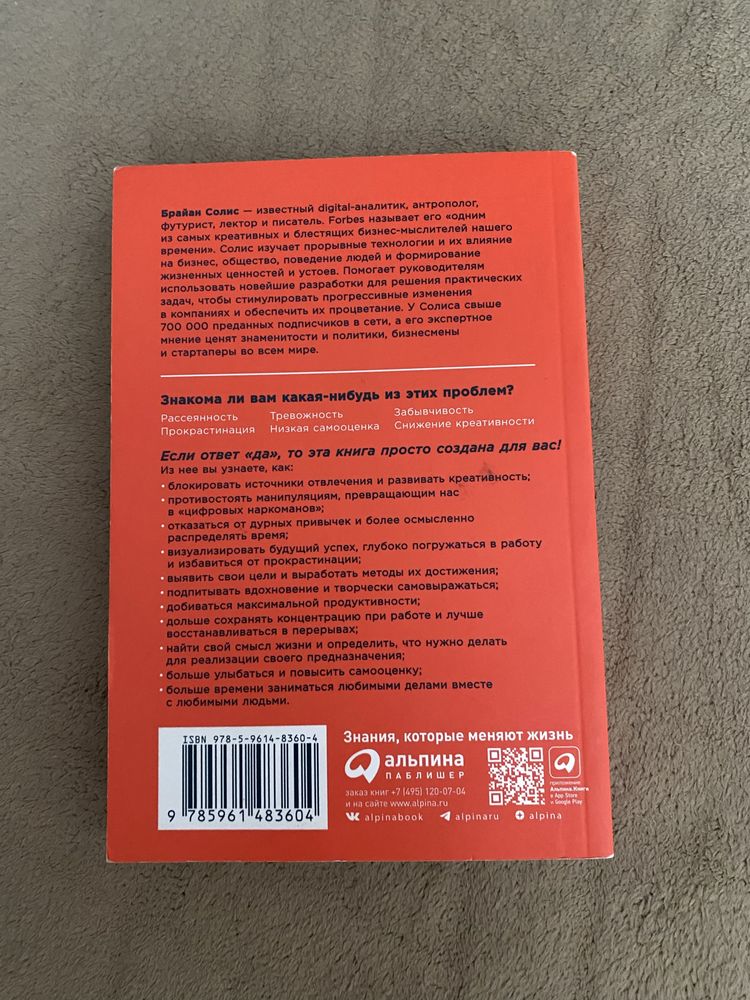 Брайан Солис — известный digital-аналитик, антрополог,
футурист, лектор и писатель. Forbes называет его «одним
из самых креативных и блестящих бизнес-мыслителей нашего
времени». Солис изучает прорывные технологии и их влияние
на бизнес, общество, поведение людей и формирование
жизненных ценностей и устоев. Помогает руководителям
использовать новейшие разработки для решения практических
задач, чтобы стимулировать прогрессивные изменения
в компаниях и обеспечить их процветание. У Солиса свыше
700 000 преданных подписчиков в сети, а его экспертное
мнение ценят знаменитости и политики, бизнесмены
и стартаперы во всем мире.
Знакома ли вам какая-нибудь из этих проблем?
Рассеянность Тревожность Забывчивость
Прокрастинация Низкая самооценка Снижение креативности
Если ответ «да», то эта книга просто создана для вас!
Из нее вы узнаете, как:
• блокировать источники отвлечения и развивать креативность;
• противостоять манипуляциям, превращающим нас
в «цифровых наркоманов»;
• отказаться от дурных привычек и более осмысленно
распределять время;
• визуализировать будущий успех, глубоко погружаться в работу
и избавиться от прокрастинации;
• выявить свои цели и выработать методы их достижения;
• подпитывать вдохновение и творчески самовыражаться;
• добиваться максимальной продуктивности;
• дольше сохранять концентрацию при работе и лучше
восстанавливаться в перерывах;
• найти свой смысл жизни и определить, что нужно делать
для реализации своего предназначения;
• больше улыбаться и повысить самооценку;
• больше времени заниматься любимыми делами вместе
с любимыми людьми.
ISBN 978-5-9614-8360-4
9 785961 483604
Знания, которые меняют жизнь
альпина
ПАБЛИШЕР
заказ книг +7 (495) 120-07-04
и на сайте www.alpina.ru
alpinabook alpinaru alpina
приложение
Альпина.Книги
в App Store
и Google Play